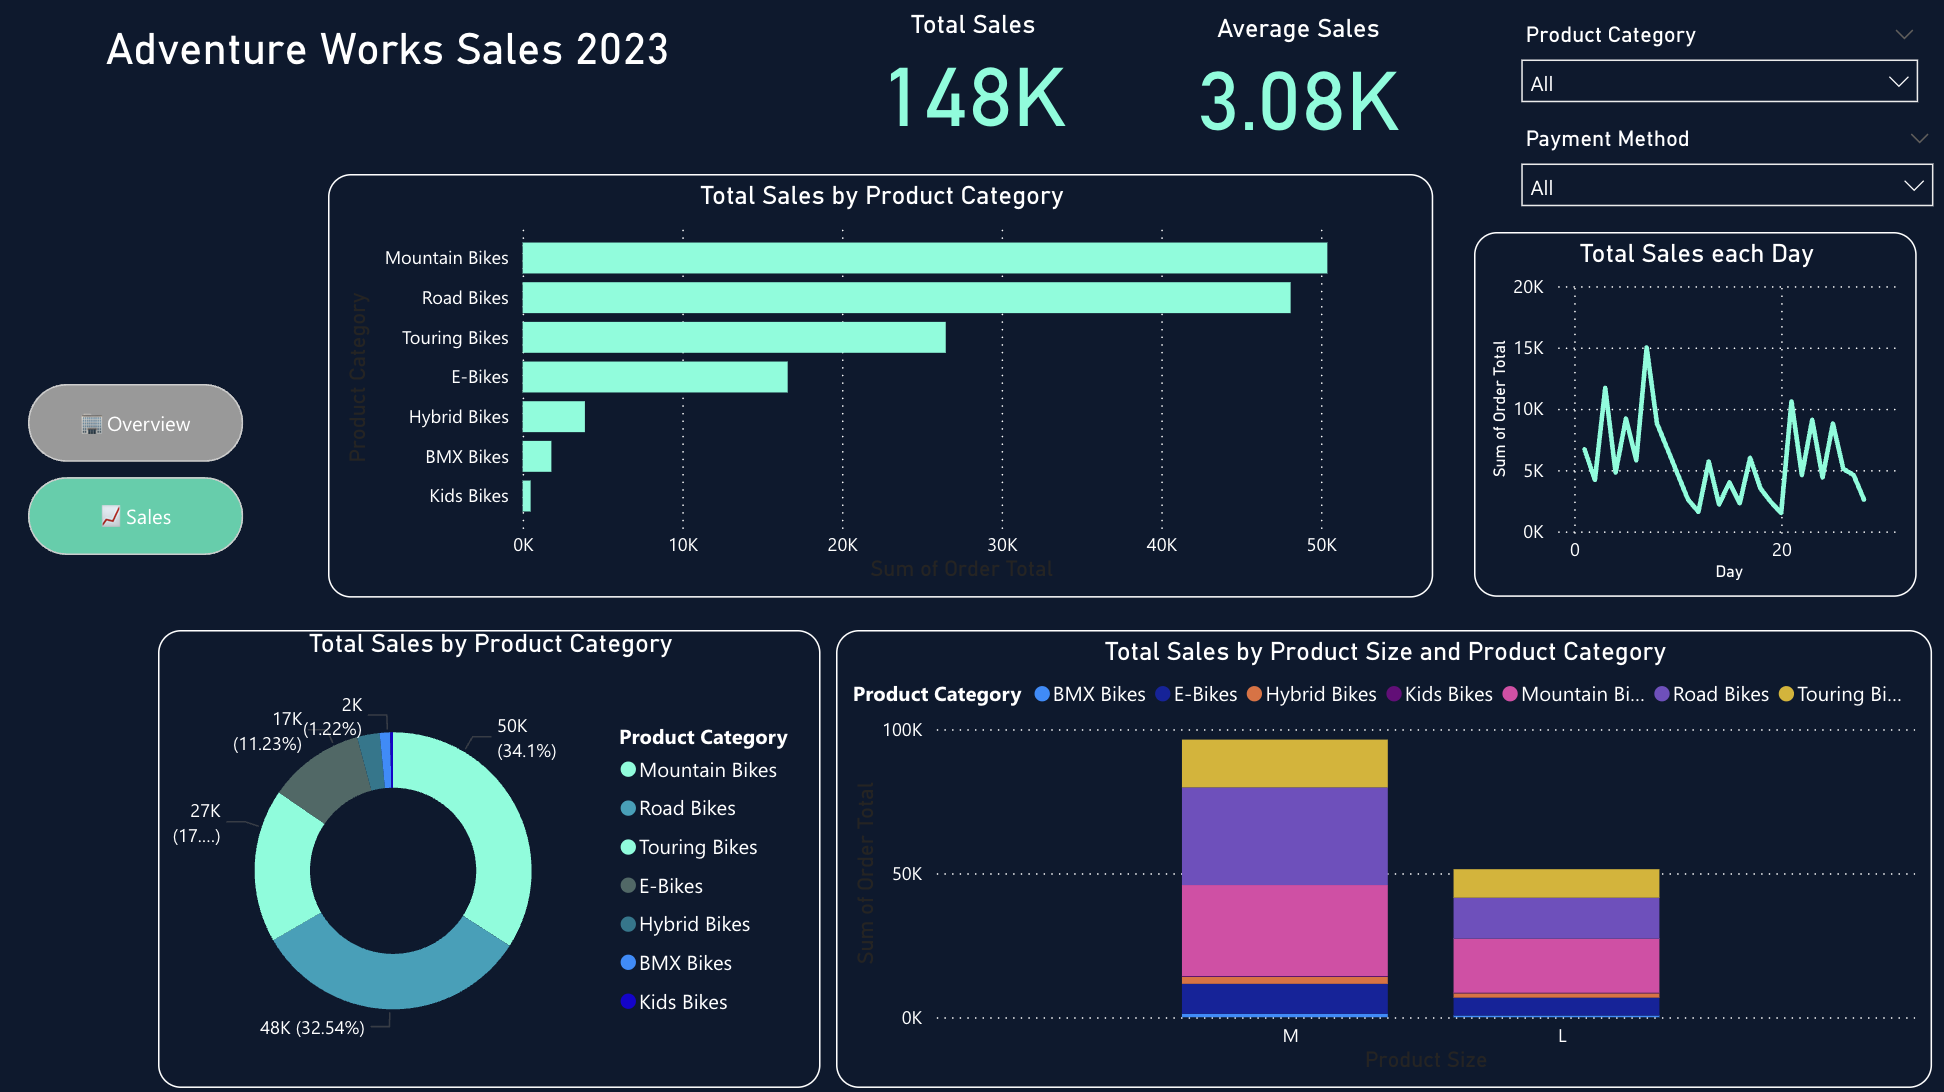 Adventure Works Sales 2023
Total Sales
148K
Average Sales
3.08K
Product Category
All
Payment Method
All
Overview
Sales
Total Sales by Product Category
Product Category
Mountain Bikes
Road Bikes
Touring Bikes
E-Bikes
Hybrid Bikes
BMX Bikes
Kids Bikes
0K 10K 20K 30K 40K 50K
Sum of Order Total
Total Sales each Day
Sum of Order Total
20K
15K
10K
5K
0K
0 20
Day
Total Sales by Product Category
2K
(1.22%)
17K
(11.23%)
50K
(34.1%)
27K
(17....)
48K (32.54%)
Product Category
Mountain Bikes
Road Bikes
Touring Bikes
E-Bikes
Hybrid Bikes
BMX Bikes
Kids Bikes
Total Sales by Product Size and Product Category
Product Category BMX Bikes E-Bikes Hybrid Bikes Kids Bikes Mountain Bi... Road Bikes Touring Bi...
Sum of Order Total
100K
50K
0K
M L
Product Size